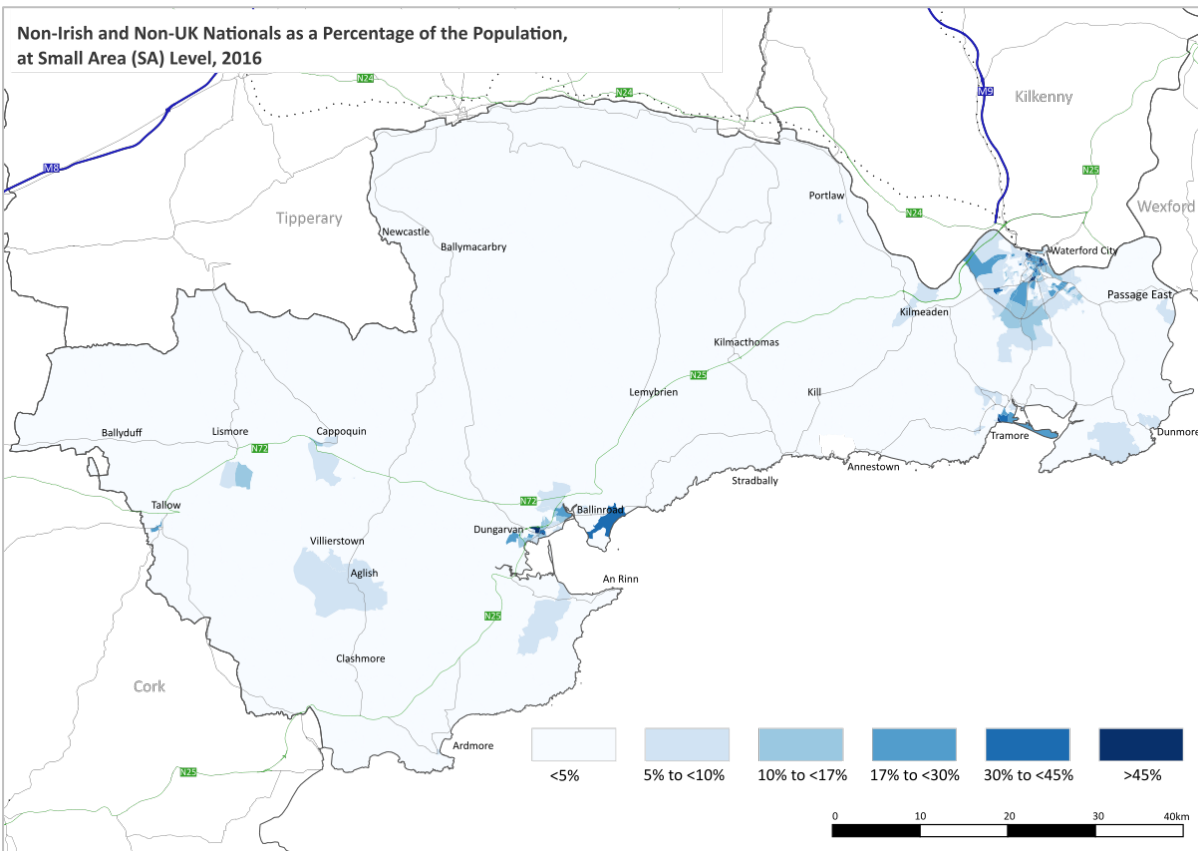 Non-Irish and Non-UK Nationals as a Percentage of the Population,
at Small Area (SA) Level, 2016
N24
N24
M9
Kilkenny
M8
N25
Portlaw
Wexford
Tipperary
N24
Newcastle
Ballymacarbry
Waterford City
Passage East
Kilmeaden
Kilmacthomas
N25
Lemybrien
Kill
Ballyduff
Lismore
Cappoquin
N72
Tramore
Dunmore
Annestown
Stradbally
N72
Tallow
Ballinroad
Dungarvan
Villierstown
Aglish
An Rinn
N25
Clashmore
Cork
Ardmore
N25
<5%
5% to <10%
10% to <17%
17% to <30%
30% to <45%
>45%
0
10
20
30
40km